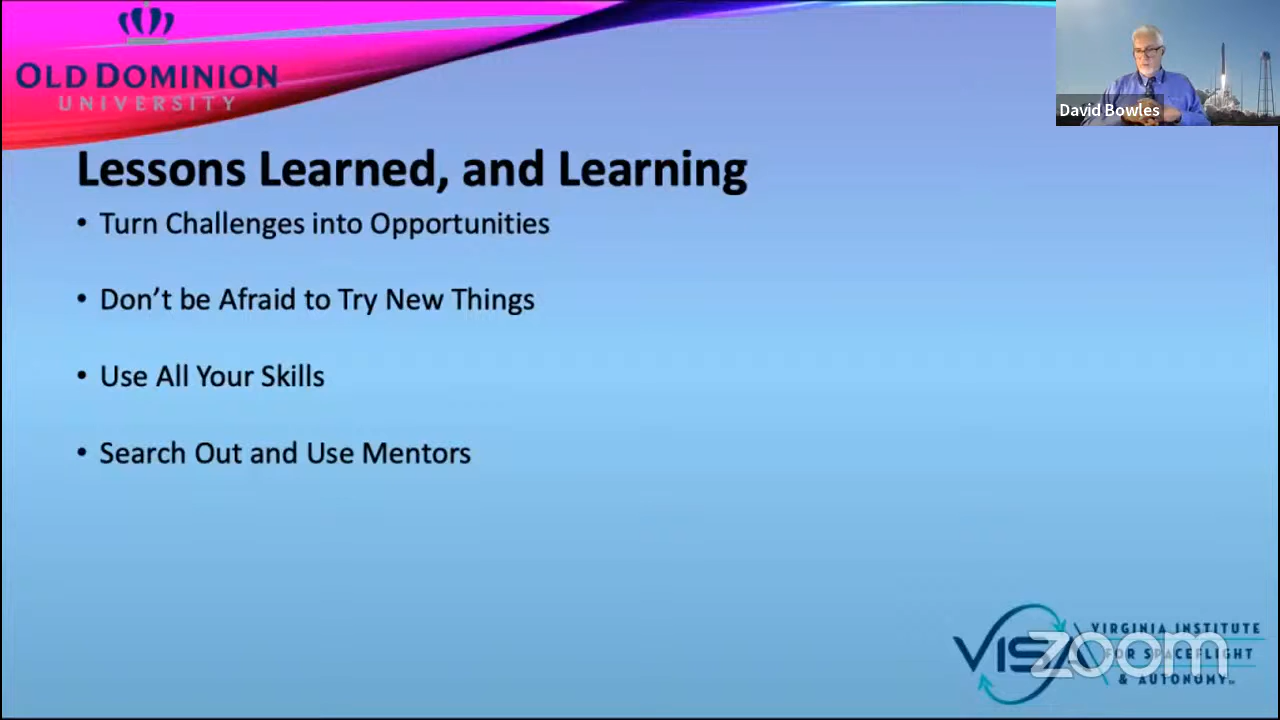 OLD DOMINION
UNIVERSITY
David Bowles
Lessons Learned, and Learning
• Turn Challenges into Opportunities
• Don’t be Afraid to Try New Things
• Use All Your Skills
• Search Out and Use Mentors
VISA
VIRGINIA INSTITUTE
FOR SPACEFLIGHT
& AUTONOMY
zoom